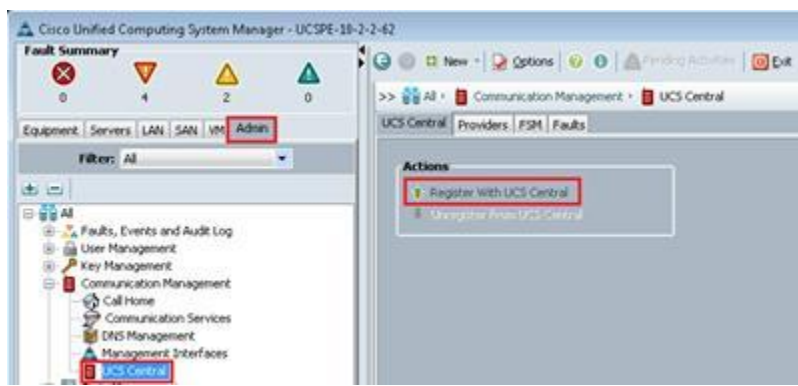 Cisco Unified Computing System Manager - UCSPE-10-2-2-62
Fault Summary
0 4 2 0
Equipment Servers LAN SAN VM Admin
Filter: All
All
Faults, Events and Audit Log
User Management
Key Management
Communication Management
Call Home
Communication Services
DNS Management
Management Interfaces
UCS Central
New Options Pending Activities Exit
>> All Communication Management UCS Central
UCS Central Providers FSM Faults
Actions
Register With UCS Central
Unregister From UCS Central